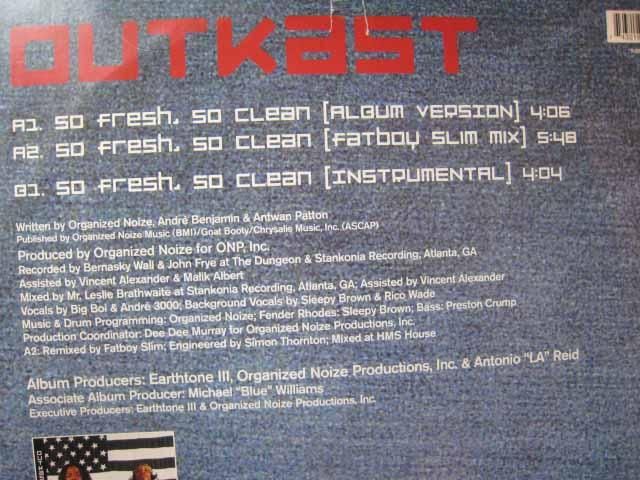 OUTKAST
A1. SO FRESH, SO CLEAN [ALBUM VERSION] 4:06
A2. SO FRESH, SO CLEAN [FATBOY SLIM MIX] 5:48
B1. SO FRESH, SO CLEAN [INSTRUMENTAL] 4:04
Written by Organized Noize, André Benjamin & Antwan Patton
Published by Organized Noize Music (BMI)/Gnat Booty/Chrysalis Music, Inc. (ASCAP)
Produced by Organized Noize for ONP, Inc.
Recorded by Bernasky Wall & John Frye at The Dungeon & Stankonia Recording, Atlanta, GA
Assisted by Vincent Alexander & Malik Albert
Mixed by Mr. Leslie Brathwaite at Stankonia Recording, Atlanta, GA; Assisted by Vincent Alexander
Vocals by Big Boi & André 3000; Background Vocals by Sleepy Brown & Rico Wade
Music & Drum Programming: Organized Noize; Fender Rhodes: Sleepy Brown; Bass: Preston Crump
Production Coordinator: Dee Dee Murray for Organized Noize Productions, Inc.
A2: Remixed by Fatboy Slim; Engineered by Simon Thornton; Mixed at HMS House
Album Producers: Earthtone III, Organized Noize Productions, Inc. & Antonio "LA" Reid
Associate Album Producer: Michael "Blue" Williams
Executive Producers: Earthtone III & Organized Noize Productions, Inc.